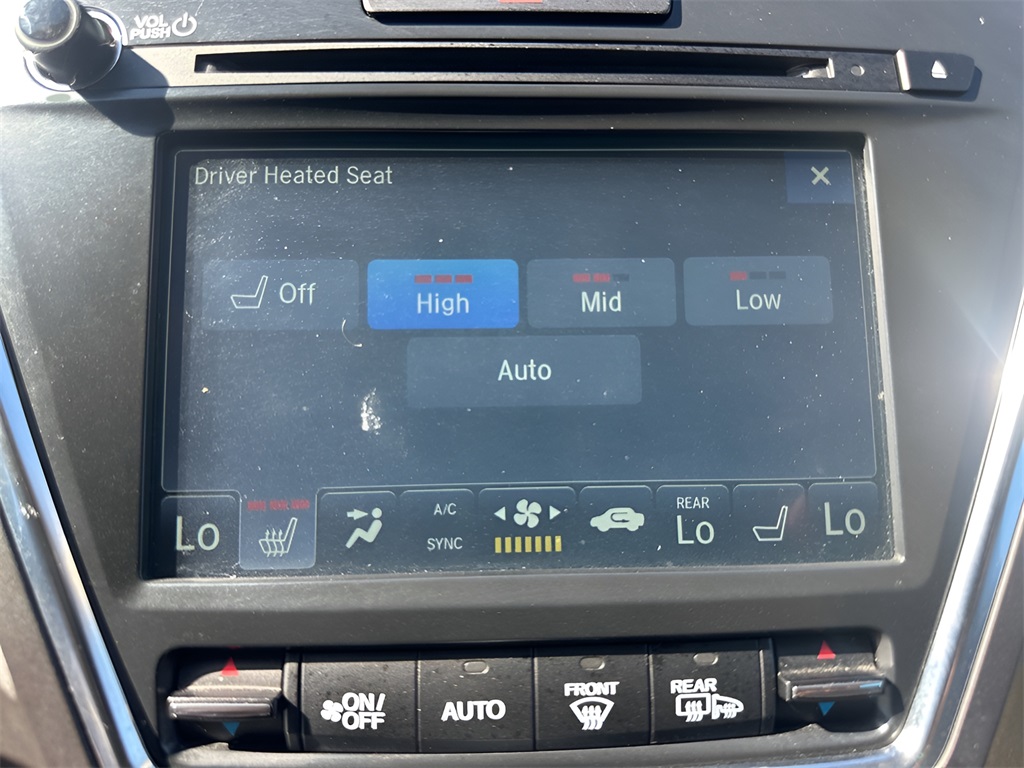 VOL
PUSH
Driver Heated Seat
Off
High
Mid
Low
Auto
Lo
A/C
SYNC
REAR
Lo
Lo
ON/
OFF
AUTO
FRONT
REAR